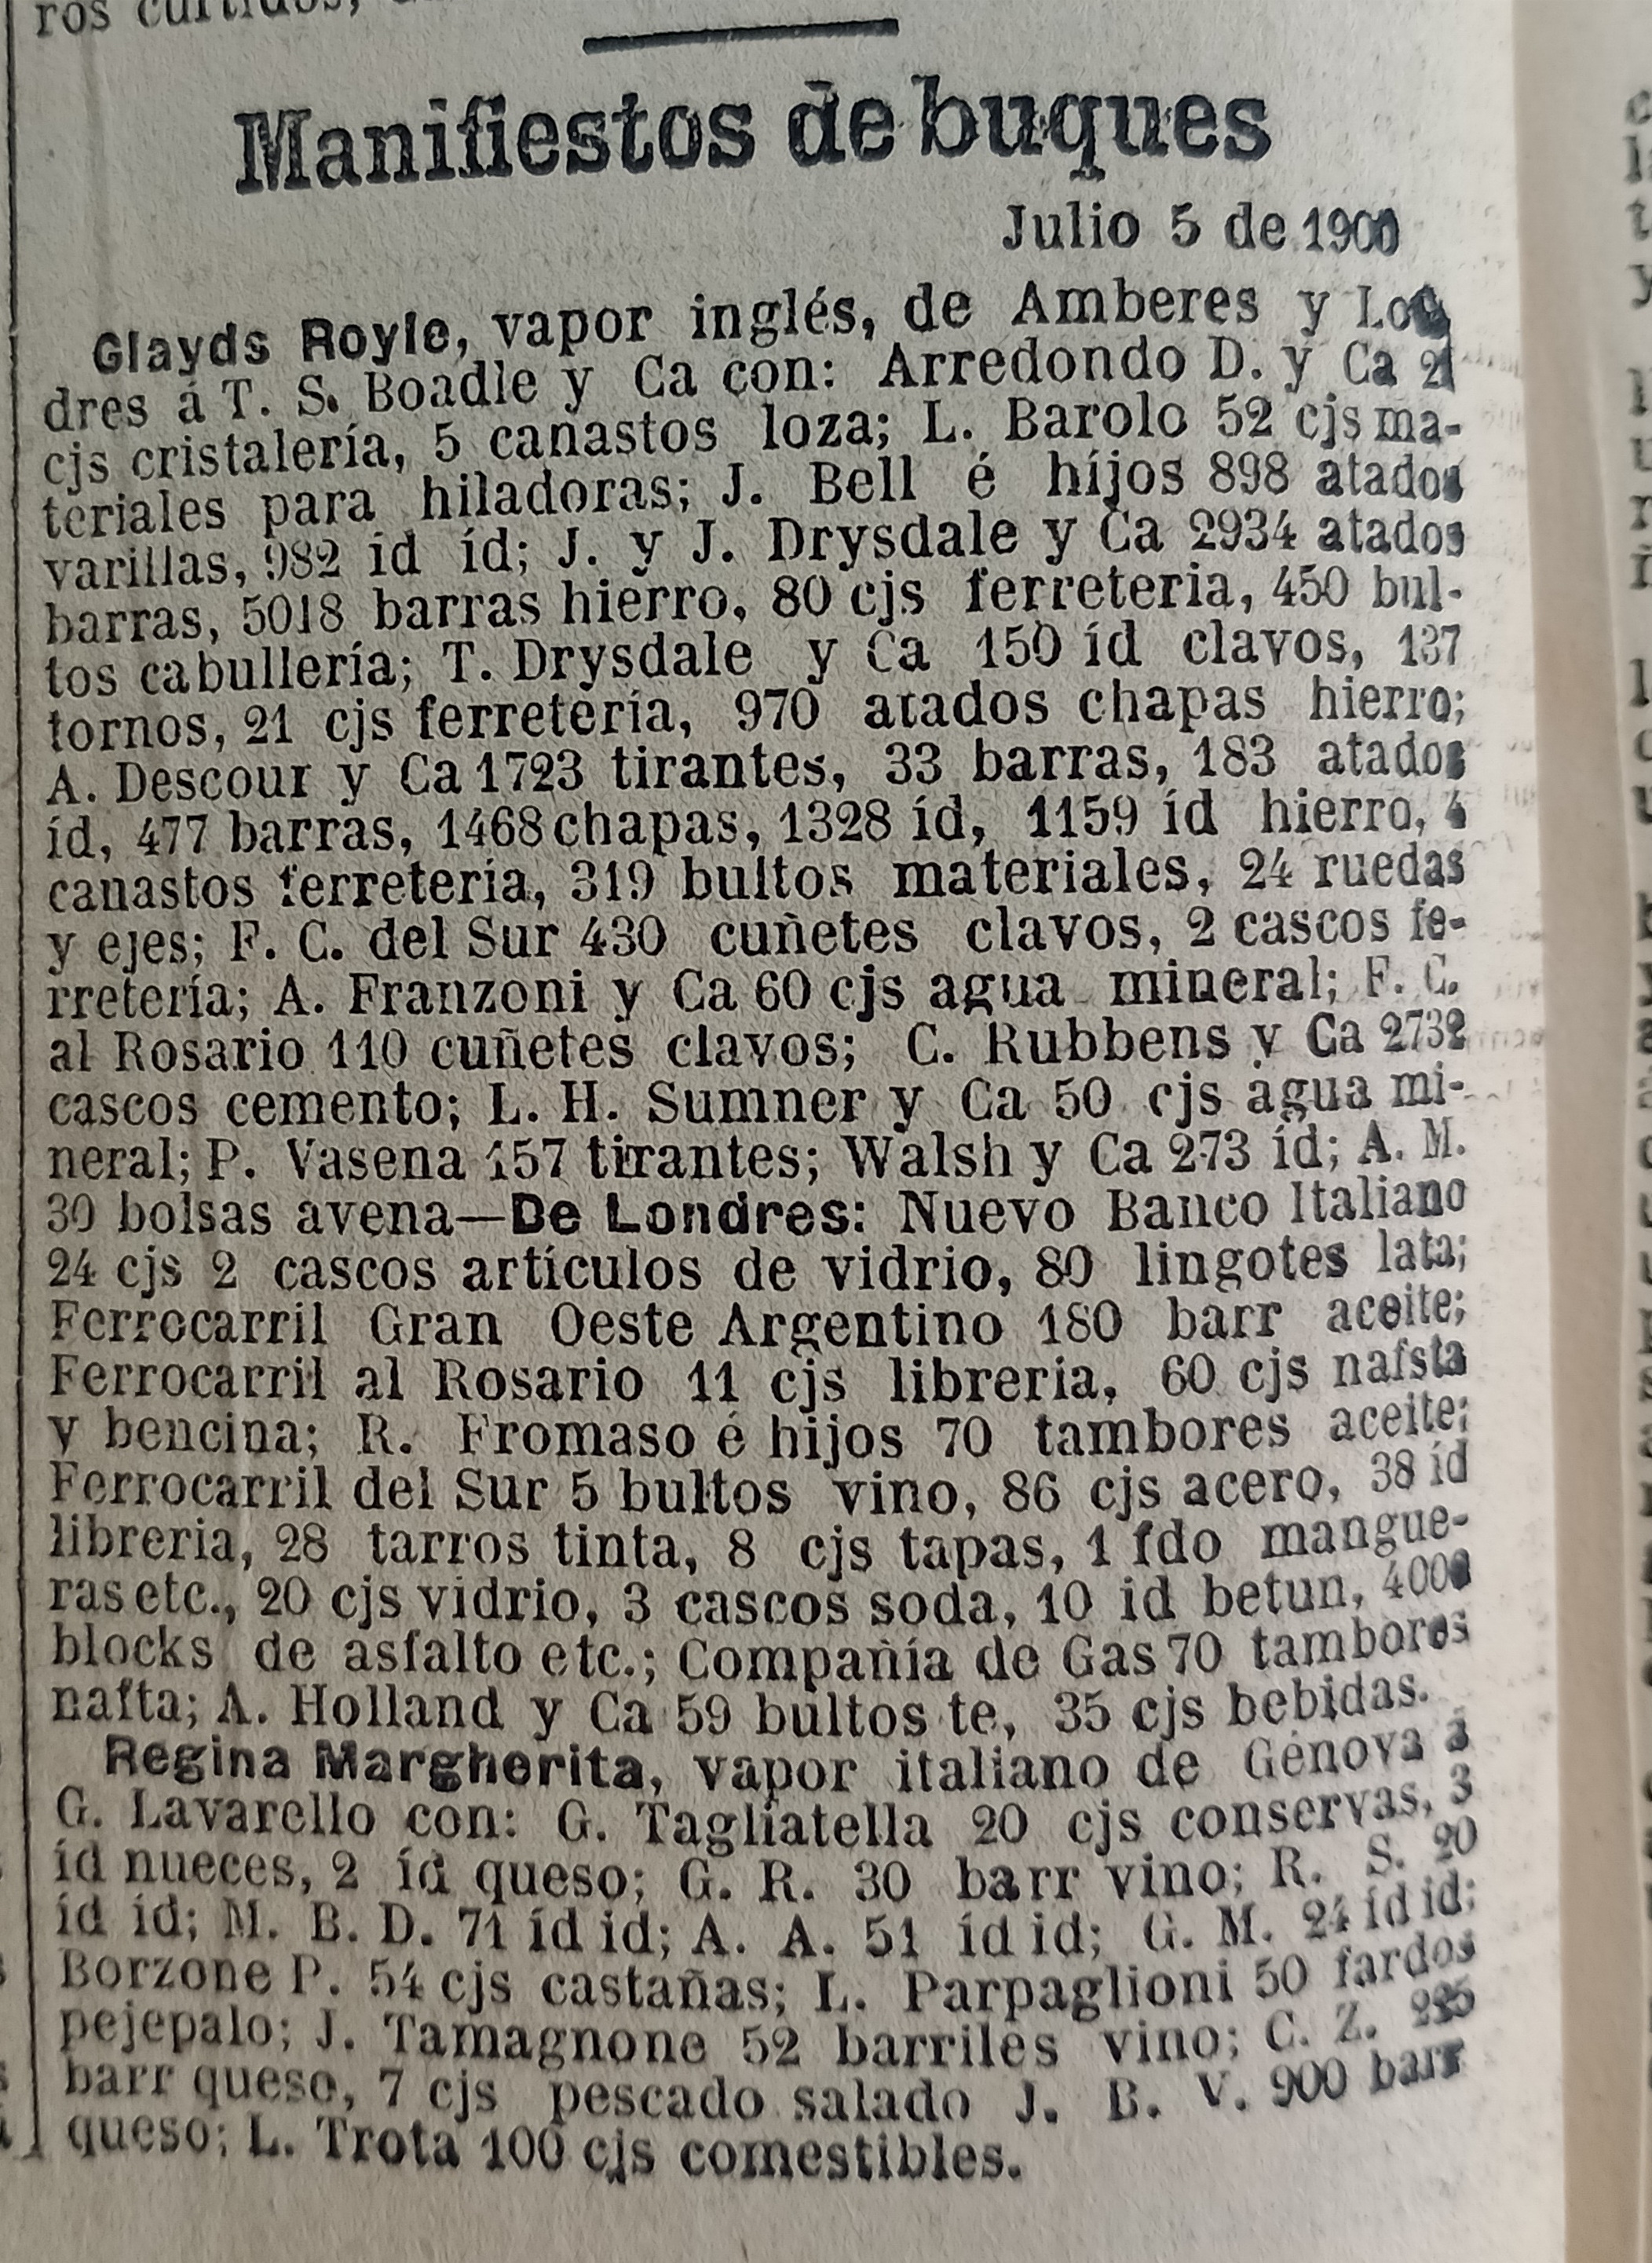 Manifiestos de buques
Julio 5 de 1900
Glayds Royle, vapor inglés, de Amberes y Lon
dres á T. S. Boadle y Ca con: Arredondo D. y Ca
cjs cristalería, 5 canastos loza; L. Barolo 52 cjs ma-
teriales para hiladoras; J. Bell é híjos 898 atados
varillas, 982 id íd; J. y J. Drysdale y Ca 2934 atados
barras, 5018 barras hierro, 80 cjs ferreteria, 450 bul-
tos cabullería; T. Drysdale y Ca 150 íd clavos, 137
tornos, 21 cjs ferretería, 970 atados chapas hierro;
A. Descour y Ca 1723 tirantes, 33 barras, 183 atados
íd, 477 barras, 1468 chapas, 1328 íd, 1159 íd hierro, 4
canastos ferretería, 319 bultos materiales, 24 ruedas
y ejes; F. C. del Sur 430 cuñetes clavos, 2 cascos fe-
rretería; A. Franzoni y Ca 60 cjs agua mineral; F. C.
al Rosario 110 cuñetes clavos; C. Rubbens y Ca 2732
cascos cemento; L. H. Sumner y Ca 50 cjs agua mi-
neral; P. Vasena 157 tirantes; Walsh y Ca 273 íd; A. M.
30 bolsas avena—De Londres: Nuevo Banco Italiano
24 cjs 2 cascos artículos de vidrio, 80 lingotes lata;
Ferrocarril Gran Oeste Argentino 180 barr aceite;
Ferrocarril al Rosario 11 cjs libreria, 60 cjs nafsta
y bencina; R. Fromaso é hijos 70 tambores aceite;
Ferrocarril del Sur 5 bultos vino, 86 cjs acero, 38 íd
libreria, 28 tarros tinta, 8 cjs tapas, 1 fdo mangue-
ras etc., 20 cjs vidrio, 3 cascos soda, 10 id betun, 4000
blocks de asfalto etc.; Compañía de Gas 70 tambores
nafta; A. Holland y Ca 59 bultos te, 35 cjs bebidas.
Regina Margherita, vapor italiano de Génova á
G. Lavarello con: G. Tagliatella 20 cjs conservas, 3
íd nueces, 2 íd queso; G. R. 30 barr vino; R. S. 20
íd id; M. B. D. 71 íd id; A. A. 51 íd id; G. M. 24 íd id;
Borzone P. 54 cjs castañas; L. Parpaglioni 50 fardos
pejepalo; J. Tamagnone 52 barriles vino; C. Z.
barr queso, 7 cjs pescado salado J. B. V. 900 barr
queso; L. Trota 100 cjs comestibles.